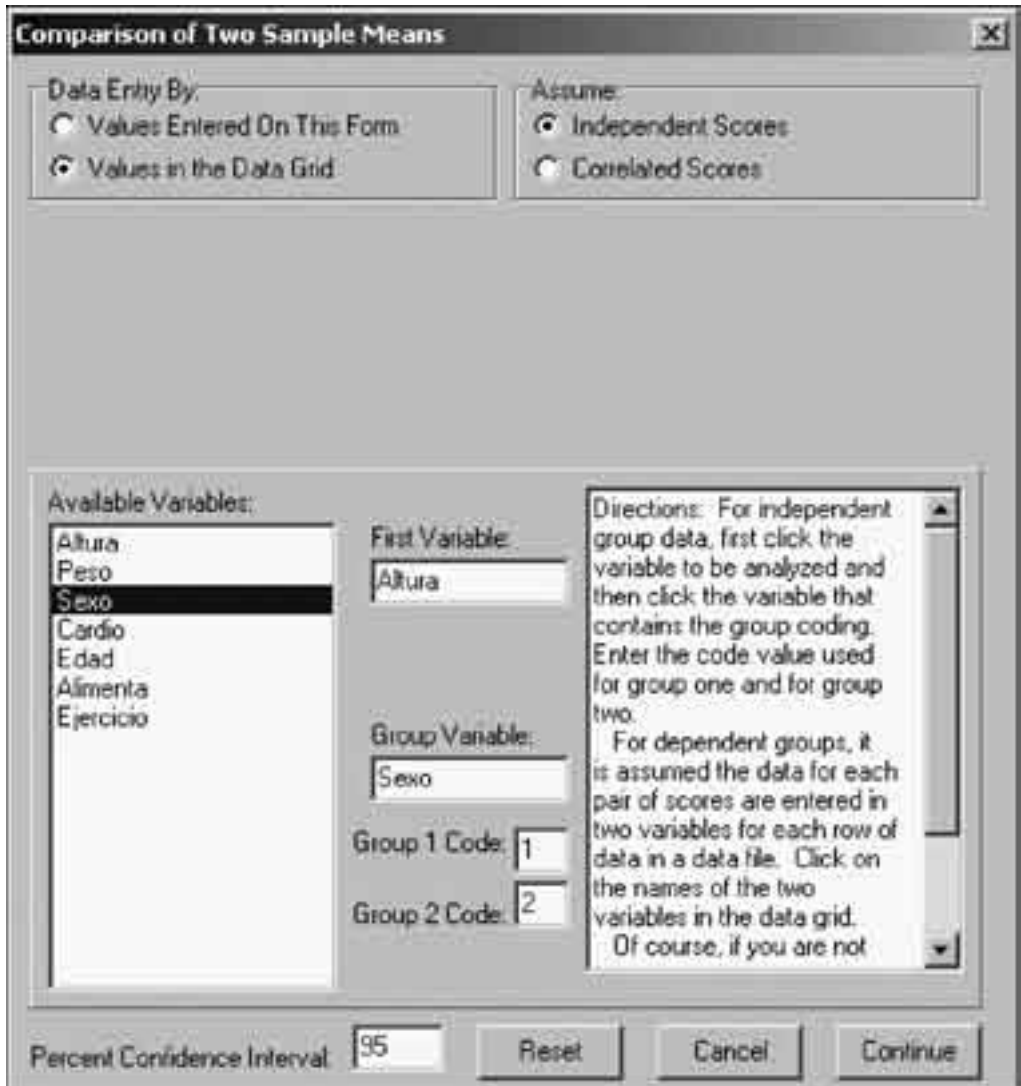 Comparison of Two Sample Means
Data Entry By:
Values Entered On This Form
Values in the Data Grid
Assume:
Independent Scores
Correlated Scores
Available Variables:
Altura
Peso
Sexo
Cardio
Edad
Alimenta
Ejercicio
First Variable:
Altura
Group Variable:
Sexo
Group 1 Code: 1
Group 2 Code: 2
Directions: For independent
group data, first click the
variable to be analyzed and
then click the variable that
contains the group coding.
Enter the code value used
for group one and for group
two.
For dependent groups, it
is assumed the data for each
pair of scores are entered in
two variables for each row of
data in a data file. Click on
the names of the two
variables in the data grid.
Of course, if you are not
Percent Confidence Interval: 95
Reset
Cancel
Continue